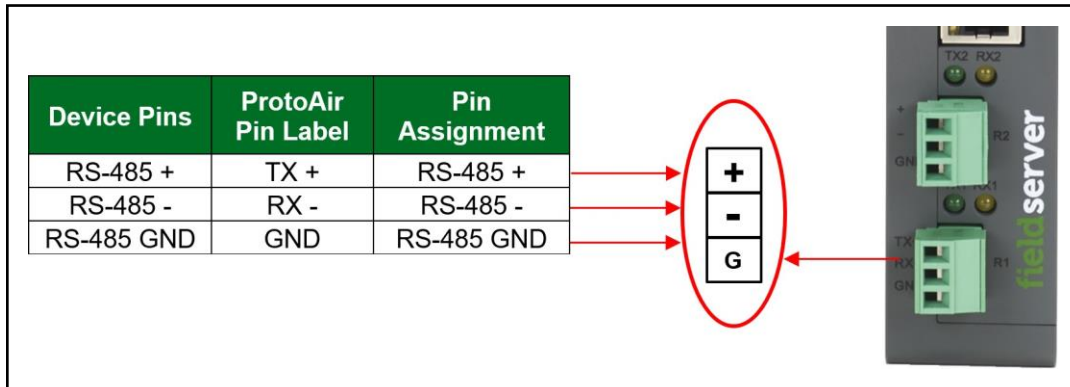 Device Pins
ProtoAir Pin Label
Pin Assignment
RS-485 +
TX +
RS-485 +
RS-485 -
RX -
RS-485 -
RS-485 GND
GND
RS-485 GND
+
-
G
TX2 RX2
+
-
GN
R2
RX1
TX
RX
GN
R1
fieldserver